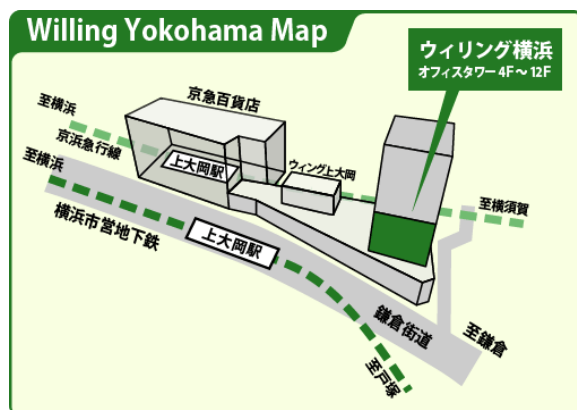 Willing Yokohama Map
ウィリング横浜
オフィスタワー 4F〜12F
京急百貨店
至横浜
京浜急行線
上大岡駅
ウィング上大岡
至横浜
至横須賀
横浜市営地下鉄
上大岡駅
鎌倉街道
至鎌倉
至戸塚